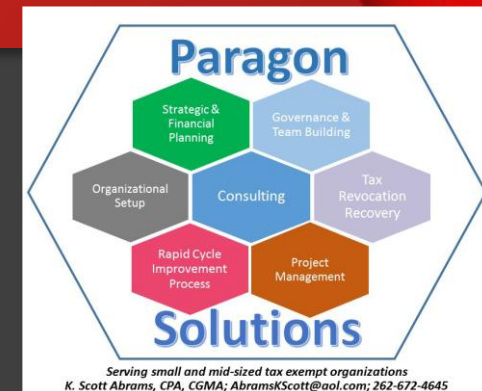 Paragon
Strategic &
Financial
Planning
Governance &
Team Building
Organizational
Setup
Consulting
Tax
Revocation
Recovery
Rapid Cycle
Improvement
Process
Project
Management
Solutions
Serving small and mid-sized tax exempt organizations
K. Scott Abrams, CPA, CGMA; AbramsKScott@aol.com; 262-672-4645